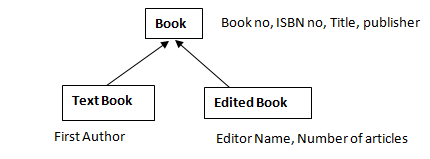 Book
Book no, ISBN no, Title, publisher
Text Book
Edited Book
First Author
Editor Name, Number of articles